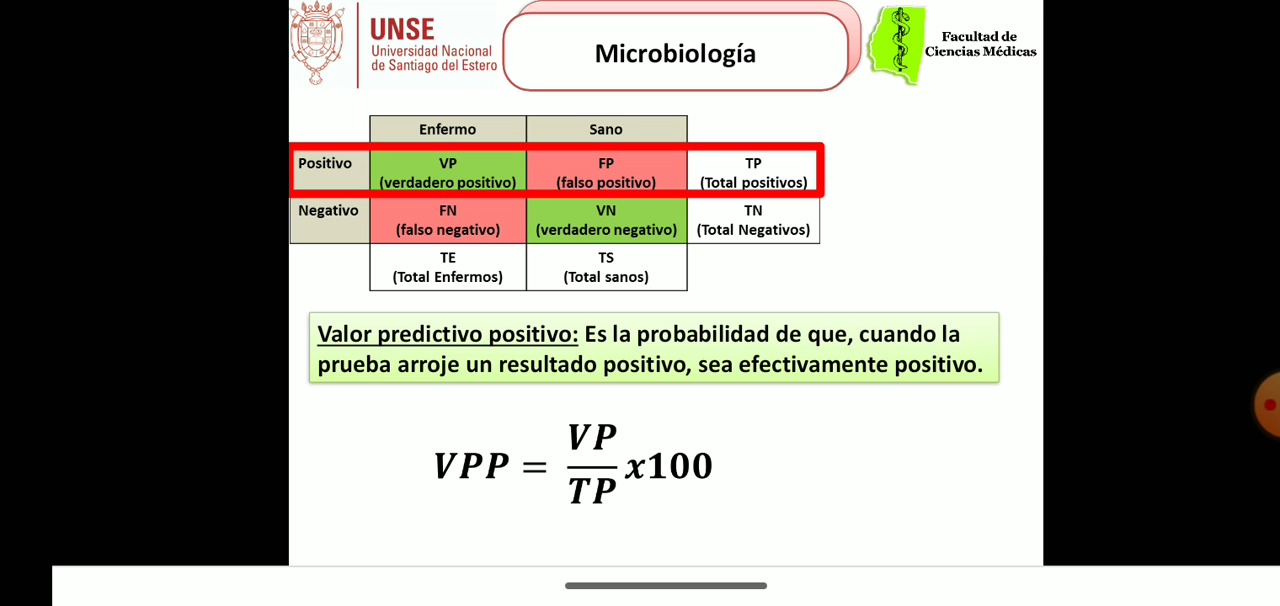 UNSE
Universidad Nacional
de Santiago del Estero
Microbiología
Facultad de
Ciencias Médicas
Enfermo Sano
Positivo VP FP TP
(verdadero positivo) (falso positivo) (Total positivos)
Negativo FN VN TN
(falso negativo) (verdadero negativo) (Total Negativos)
TE TS
(Total Enfermos) (Total sanos)
Valor predictivo positivo: Es la probabilidad de que, cuando la
prueba arroje un resultado positivo, sea efectivamente positivo.
VPP = VP/TP x100